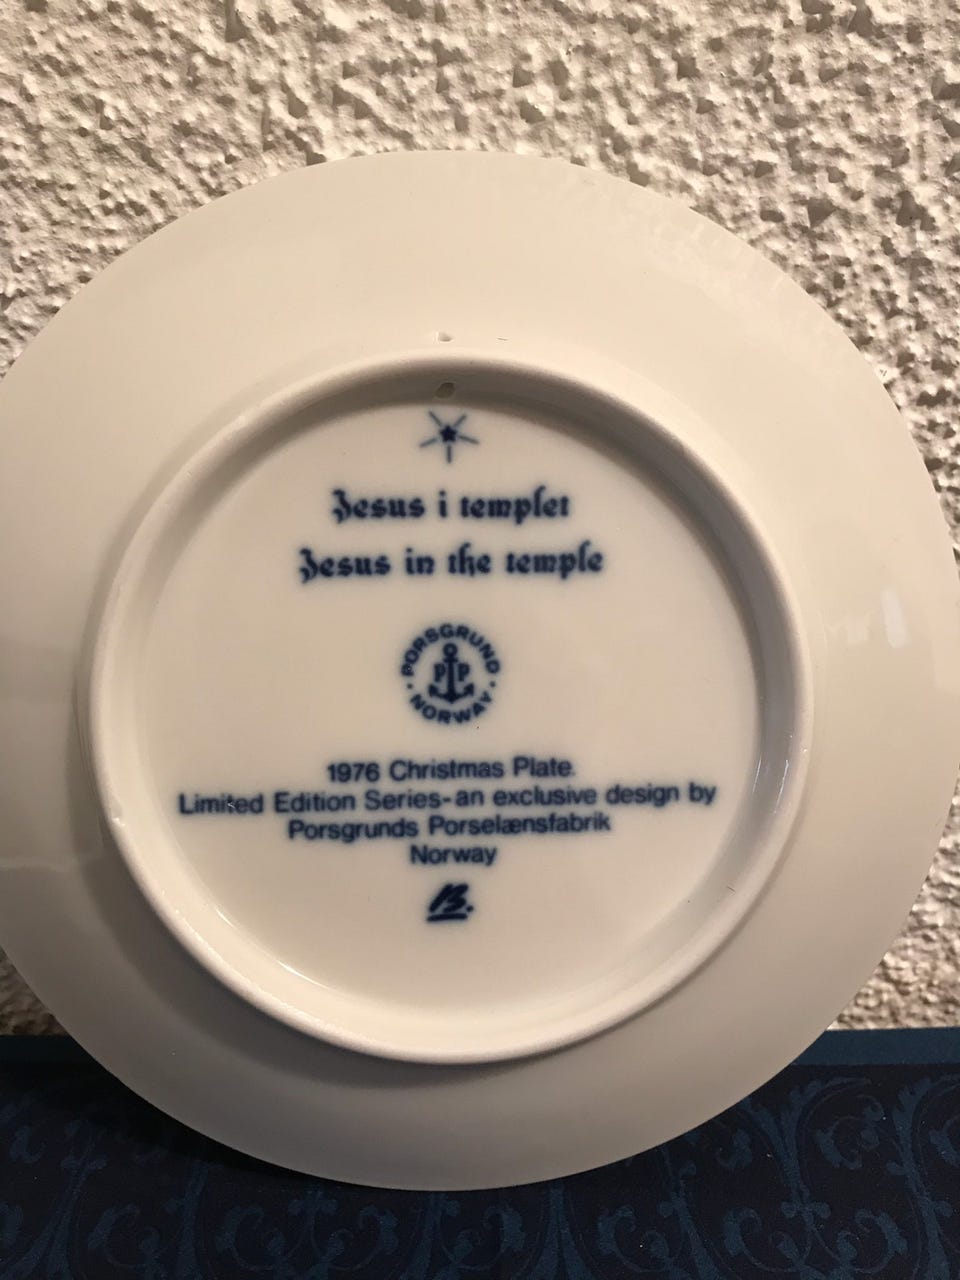 Jesus i templet
Jesus in the temple
PORSGRUND
PP
NORWAY
1976 Christmas Plate.
Limited Edition Series-an exclusive design by
Porsgrunds Porselænsfabrik
Norway
B.